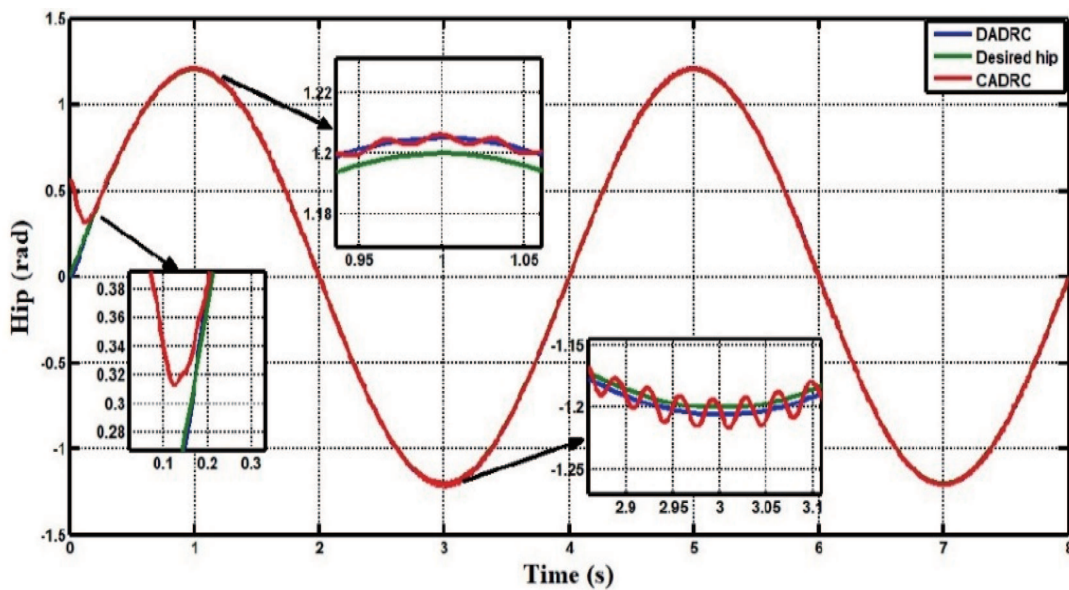 1.5
1
0.5
0
-0.5
-1
-1.5
Hip (rad)
0 1 2 3 4 5 6 7 8
Time (s)
DADRC
Desired hip
CADRC
1.22
1.2
1.18
0.95 1 1.05
0.38
0.36
0.34
0.32
0.3
0.28
0.1 0.2 0.3
-1.15
-1.2
-1.25
2.9 2.95 3 3.05 3.1